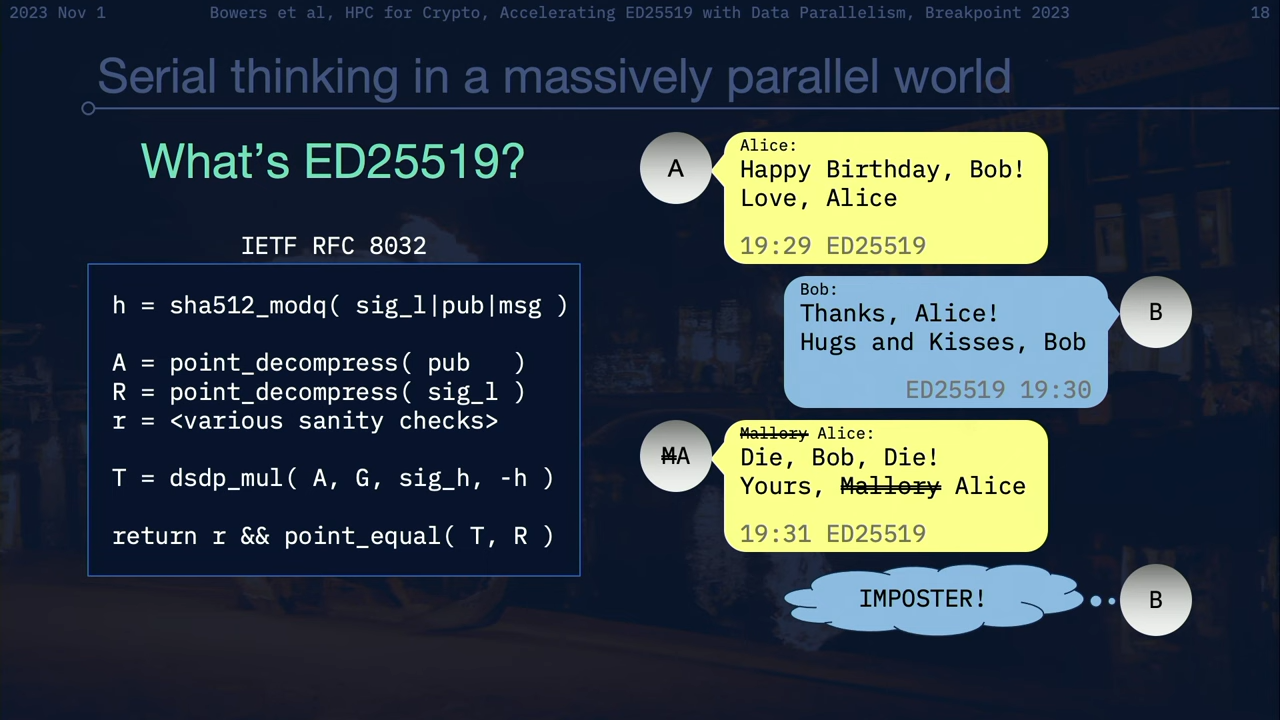 2023 Nov 1 Bowers et al, HPC for Crypto, Accelerating ED25519 with Data Parallelism, Breakpoint 2023 18
Serial thinking in a massively parallel world
What's ED25519?
IETF RFC 8032
h = sha512_modq( sig_l|pub|msg )
A = point_decompress( pub   )
R = point_decompress( sig_l )
r = <various sanity checks>
T = dsdp_mul( A, G, sig_h, -h )
return r && point_equal( T, R )
A
Alice:
Happy Birthday, Bob!
Love, Alice
19:29 ED25519
Bob:
Thanks, Alice!
Hugs and Kisses, Bob
ED25519 19:30
B
MA
Mallory Alice:
Die, Bob, Die!
Yours, Mallory Alice
19:31 ED25519
IMPOSTER!
B